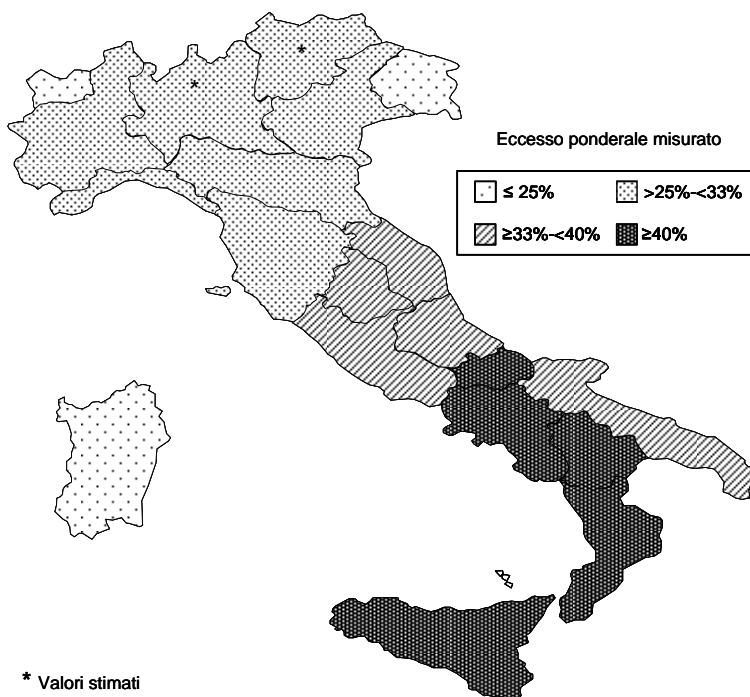 *
*
Eccesso ponderale misurato
≤ 25% >25%-<33%
≥33%-<40% ≥40%
* Valori stimati